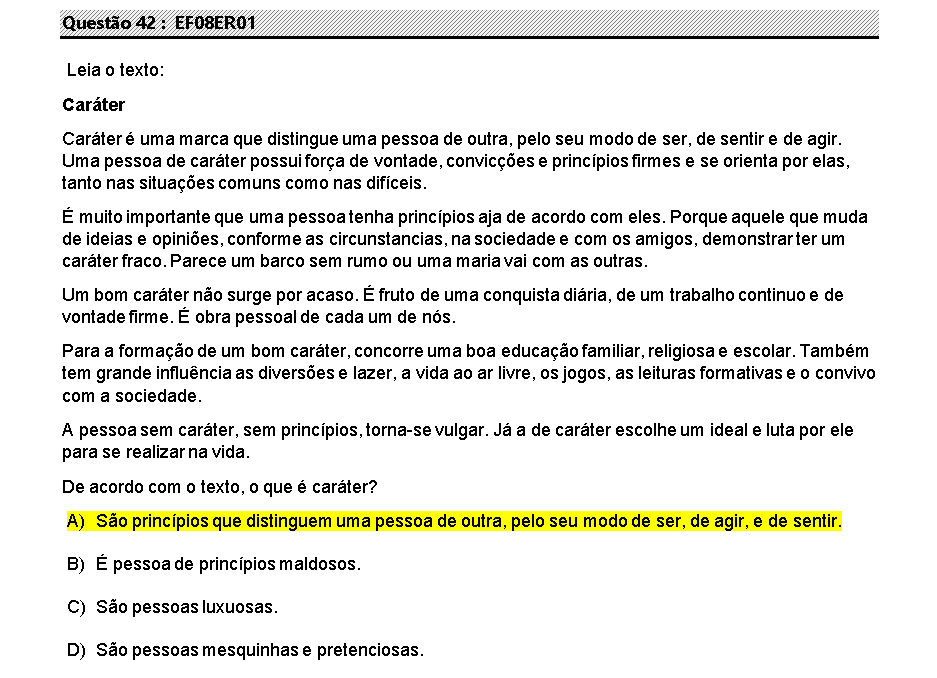 Questão 42 : EF08ER01
Leia o texto:
Caráter
Caráter é uma marca que distingue uma pessoa de outra, pelo seu modo de ser, de sentir e de agir.
Uma pessoa de caráter possui força de vontade, convicções e princípios firmes e se orienta por elas,
tanto nas situações comuns como nas difíceis.
É muito importante que uma pessoa tenha princípios aja de acordo com eles. Porque aquele que muda
de ideias e opiniões, conforme as circunstancias, na sociedade e com os amigos, demonstrar ter um
caráter fraco. Parece um barco sem rumo ou uma maria vai com as outras.
Um bom caráter não surge por acaso. É fruto de uma conquista diária, de um trabalho continuo e de
vontade firme. É obra pessoal de cada um de nós.
Para a formação de um bom caráter, concorre uma boa educação familiar, religiosa e escolar. Também
tem grande influência as diversões e lazer, a vida ao ar livre, os jogos, as leituras formativas e o convivo
com a sociedade.
A pessoa sem caráter, sem princípios, torna-se vulgar. Já a de caráter escolhe um ideal e luta por ele
para se realizar na vida.
De acordo com o texto, o que é caráter?
A) São princípios que distinguem uma pessoa de outra, pelo seu modo de ser, de agir, e de sentir.
B) É pessoa de princípios maldosos.
C) São pessoas luxuosas.
D) São pessoas mesquinhas e pretenciosas.